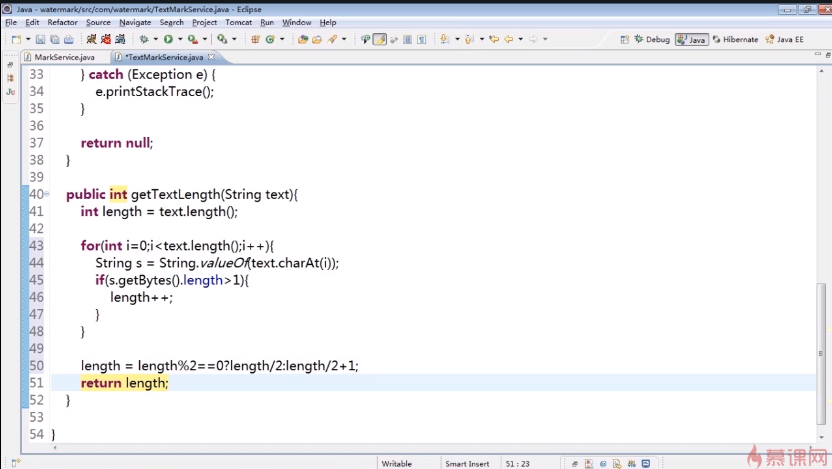 Java - watermark/src/com/watermark/TextMarkService.java - Eclipse
File Edit Refactor Source Navigate Search Project Tomcat Run Window Help
Debug Java Hibernate Java EE
MarkService.java *TextMarkService.java
33 } catch (Exception e) {
34 e.printStackTrace();
35 }
36
37 return null;
38 }
39
40 public int getTextLength(String text){
41 int length = text.length();
42
43 for(int i=0;i<text.length();i++){
44 String s = String.valueOf(text.charAt(i));
45 if(s.getBytes().length>1){
46 length++;
47 }
48 }
49
50 length = length%2==0?length/2:length/2+1;
51 return length;
52 }
53
54 }
Writable Smart Insert 51 : 23
慕课网